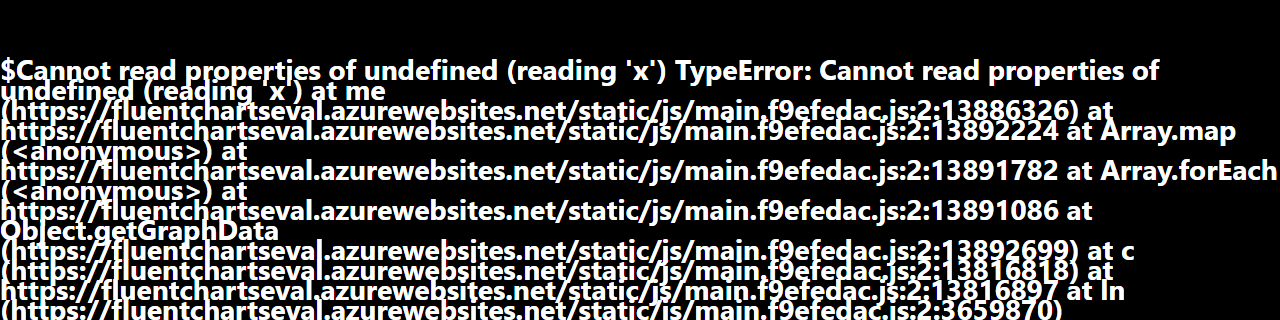 $Cannot read properties of undefined (reading 'x') TypeError: Cannot read properties of
undefined (reading 'x') at me
(https://fluentchartseval.azurewebsites.net/static/js/main.f9efedac.js:2:13886326) at
https://fluentchartseval.azurewebsites.net/static/js/main.f9efedac.js:2:13892224 at Array.map
(<anonymous>) at
https://fluentchartseval.azurewebsites.net/static/js/main.f9efedac.js:2:13891782 at Array.forEach
(<anonymous>) at
https://fluentchartseval.azurewebsites.net/static/js/main.f9efedac.js:2:13891086 at
Object.getGraphData
(https://fluentchartseval.azurewebsites.net/static/js/main.f9efedac.js:2:13892699) at c
(https://fluentchartseval.azurewebsites.net/static/js/main.f9efedac.js:2:13816818) at
https://fluentchartseval.azurewebsites.net/static/js/main.f9efedac.js:2:13816897 at ln
(https://fluentchartseval.azurewebsites.net/static/js/main.f9efedac.js:2:3659870)